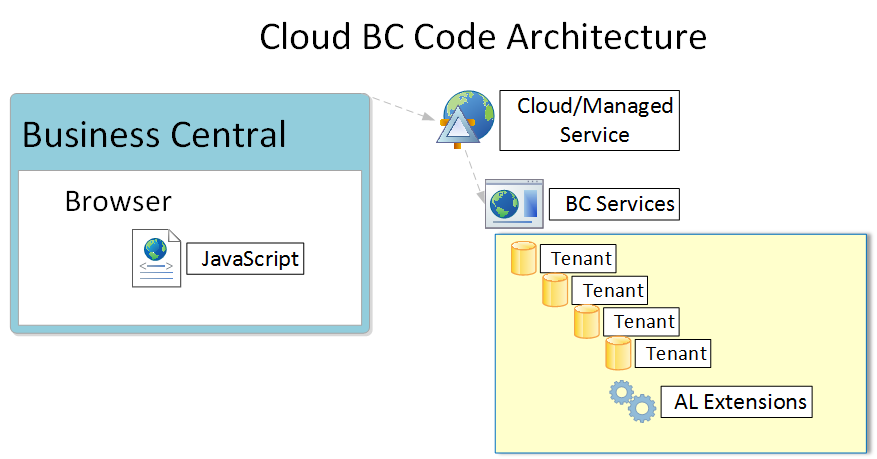 Cloud BC Code Architecture
Business Central
Browser
JavaScript
Cloud/Managed
Service
BC Services
Tenant
Tenant
Tenant
Tenant
AL Extensions